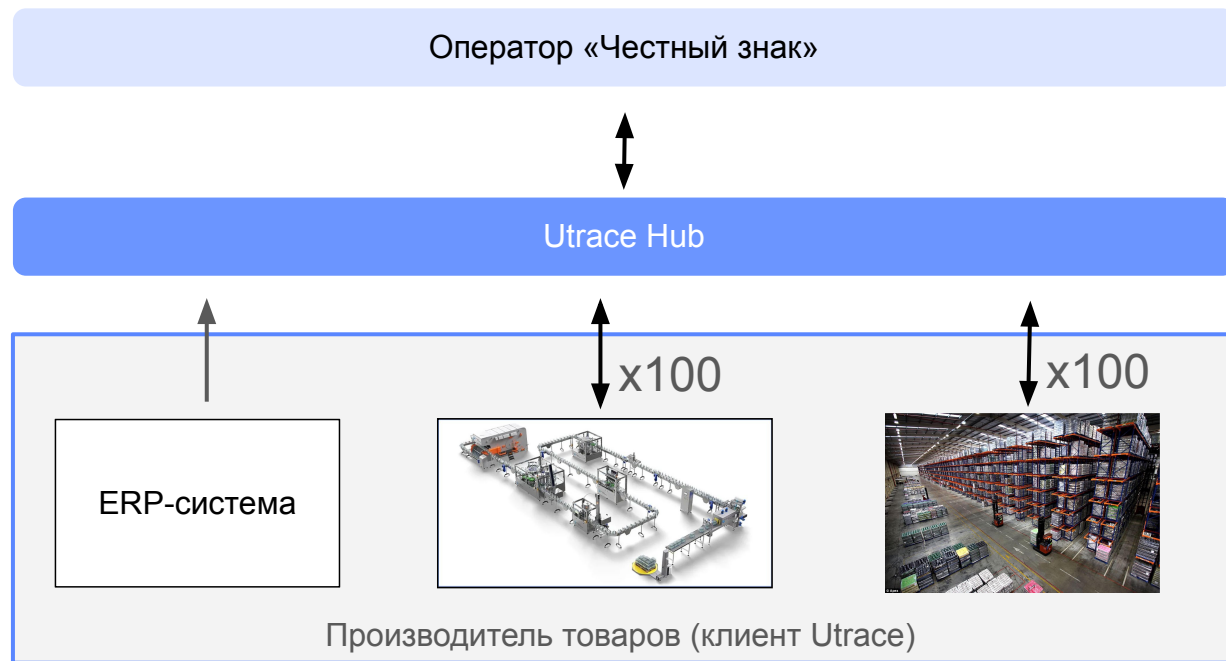 Оператор «Честный знак»
Utrace Hub
x100
x100
ERP-система
Производитель товаров (клиент Utrace)